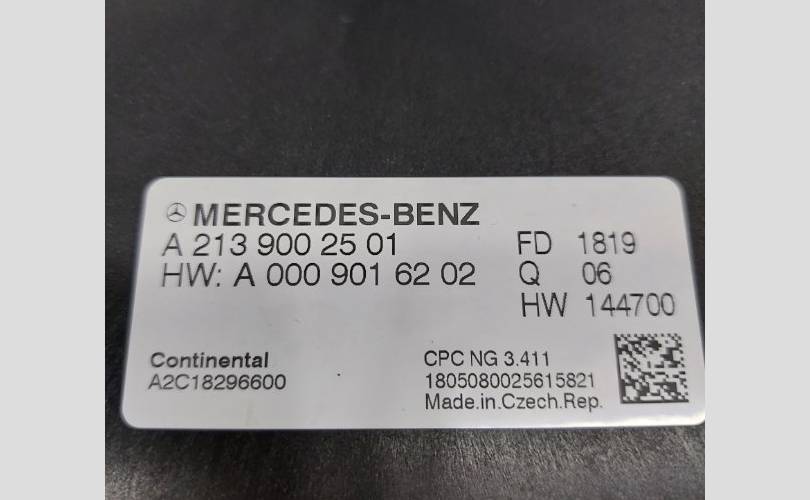 MERCEDES-BENZ
A 213 900 25 01
HW: A 000 901 62 02
FD 1819
Q 06
HW 144700
Continental
A2C18296600
CPC NG 3.411
1805080025615821
Made.in.Czech.Rep.